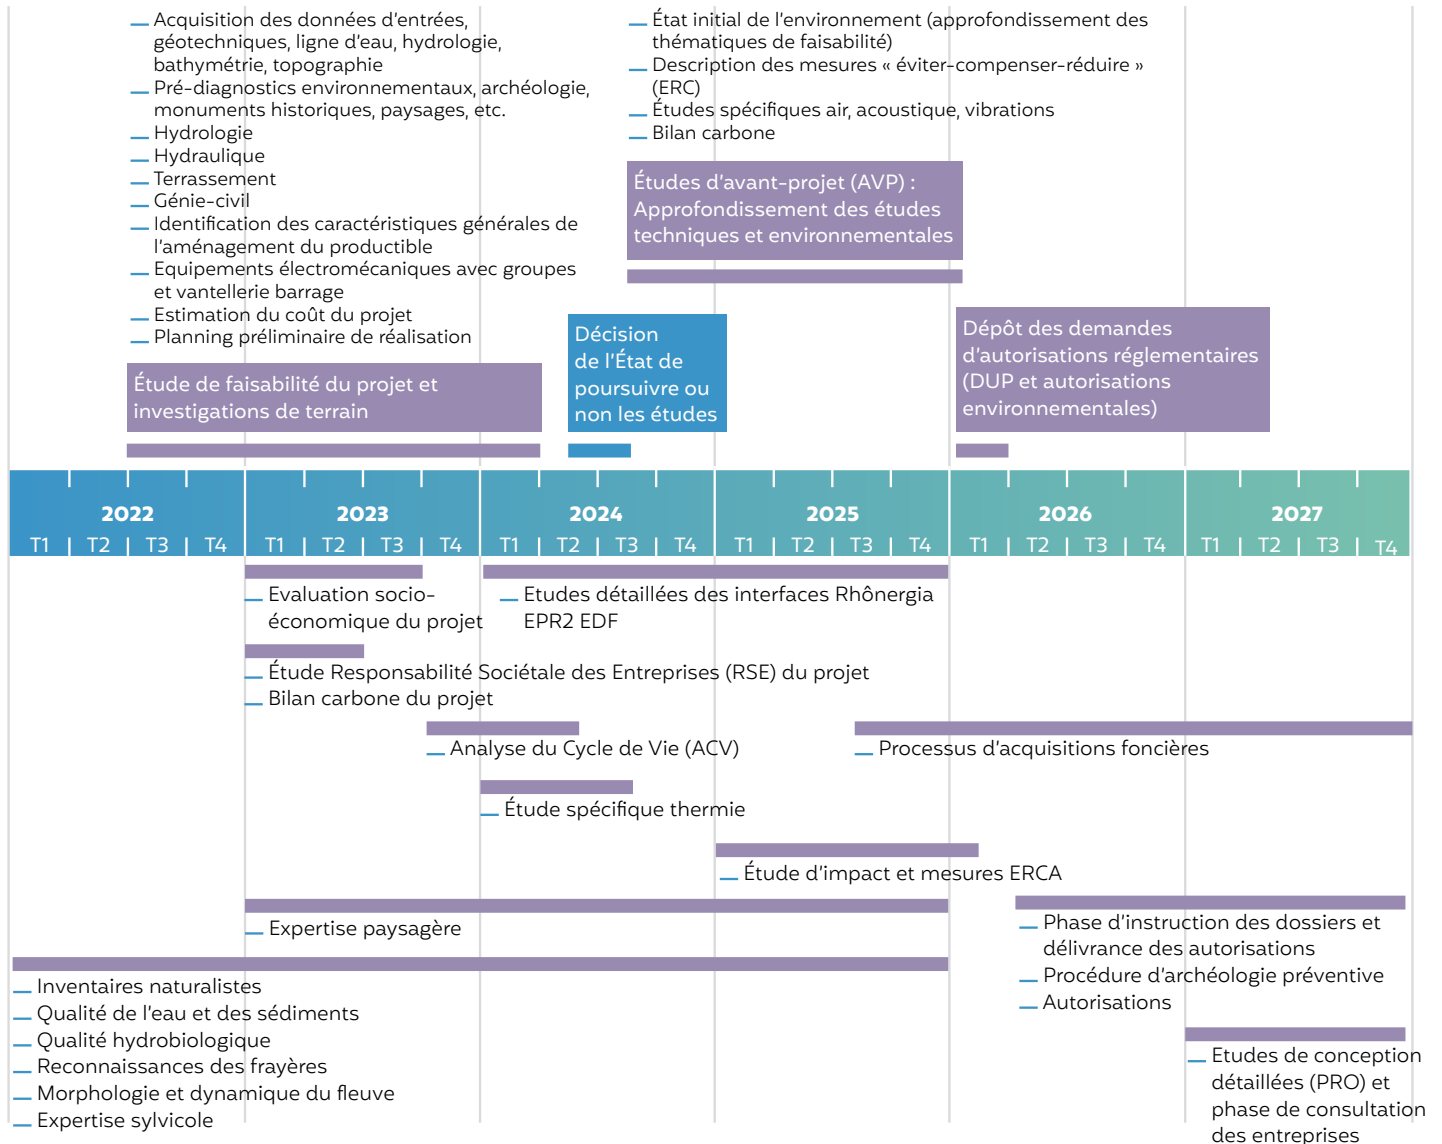 Acquisition des données d'entrées,
géotechniques, ligne d'eau, hydrologie,
bathymétrie, topographie
Pré-diagnostics environnementaux, archéologie,
monuments historiques, paysages, etc.
Hydrologie
Hydraulique
Terrassement
Génie-civil
Identification des caractéristiques générales de
l'aménagement du productible
Equipements électromécaniques avec groupes
et vantellerie barrage
Estimation du coût du projet
Planning préliminaire de réalisation
Étude de faisabilité du projet et
investigations de terrain
État initial de l'environnement (approfondissement des
thématiques de faisabilité)
Description des mesures « éviter-compenser-réduire »
(ERC)
Études spécifiques air, acoustique, vibrations
Bilan carbone
Études d'avant-projet (AVP) :
Approfondissement des études
techniques et environnementales
Décision
de l'État de
poursuivre ou
non les études
Dépôt des demandes
d'autorisations réglementaires
(DUP et autorisations
environnementales)
2022 2023 2024 2025 2026 2027
T1 T2 T3 T4 T1 T2 T3 T4 T1 T2 T3 T4 T1 T2 T3 T4 T1 T2 T3 T4 T1 T2 T3 T4
Evaluation socio-
économique du projet
Etudes détaillées des interfaces Rhônergia
EPR2 EDF
Étude Responsabilité Sociétale des Entreprises (RSE) du projet
Bilan carbone du projet
Analyse du Cycle de Vie (ACV)
Processus d'acquisitions foncières
Étude spécifique thermie
Étude d'impact et mesures ERCA
Expertise paysagère
Phase d'instruction des dossiers et
délivrance des autorisations
Procédure d'archéologie préventive
Autorisations
Inventaires naturalistes
Qualité de l'eau et des sédiments
Qualité hydrobiologique
Reconnaissances des frayères
Morphologie et dynamique du fleuve
Expertise sylvicole
Etudes de conception
détaillées (PRO) et
phase de consultation
des entreprises